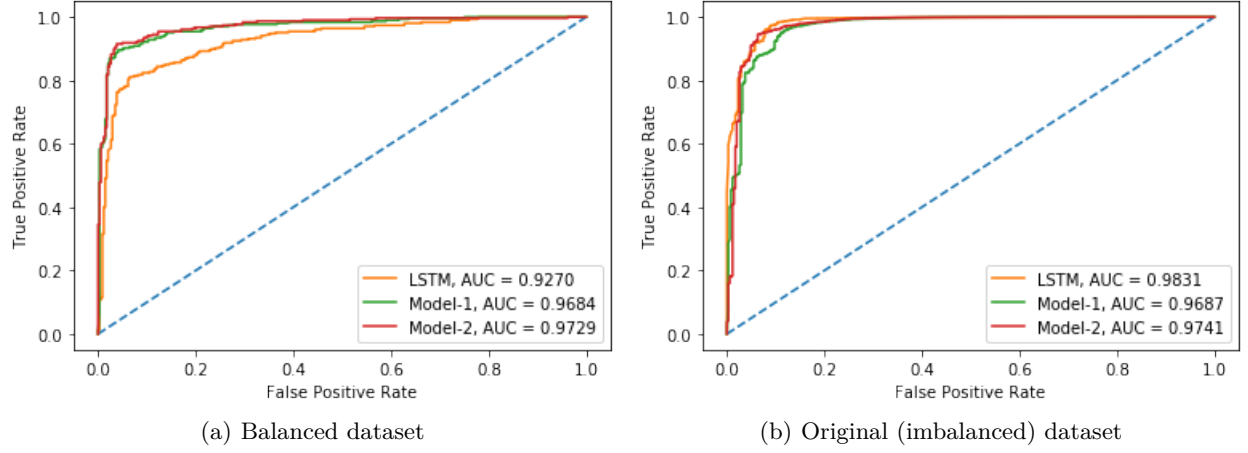 1.0
0.8
0.6
0.4
0.2
0.0
True Positive Rate
0.0 0.2 0.4 0.6 0.8 1.0
False Positive Rate
LSTM, AUC = 0.9270
Model-1, AUC = 0.9684
Model-2, AUC = 0.9729
(a) Balanced dataset
1.0
0.8
0.6
0.4
0.2
0.0
True Positive Rate
0.0 0.2 0.4 0.6 0.8 1.0
False Positive Rate
LSTM, AUC = 0.9831
Model-1, AUC = 0.9687
Model-2, AUC = 0.9741
(b) Original (imbalanced) dataset